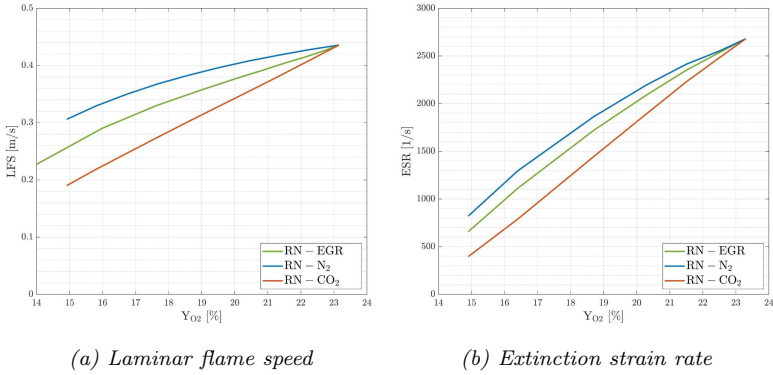 0.5
0.4
0.3
0.2
0.1
0
LFS [m/s]
14 15 16 17 18 19 20 21 22 23 24
Y_O2 [%]
RN − EGR
RN − N₂
RN − CO₂
(a) Laminar flame speed
3000
2500
2000
1500
1000
500
0
ESR [1/s]
14 15 16 17 18 19 20 21 22 23 24
Y_O2 [%]
RN − EGR
RN − N₂
RN − CO₂
(b) Extinction strain rate